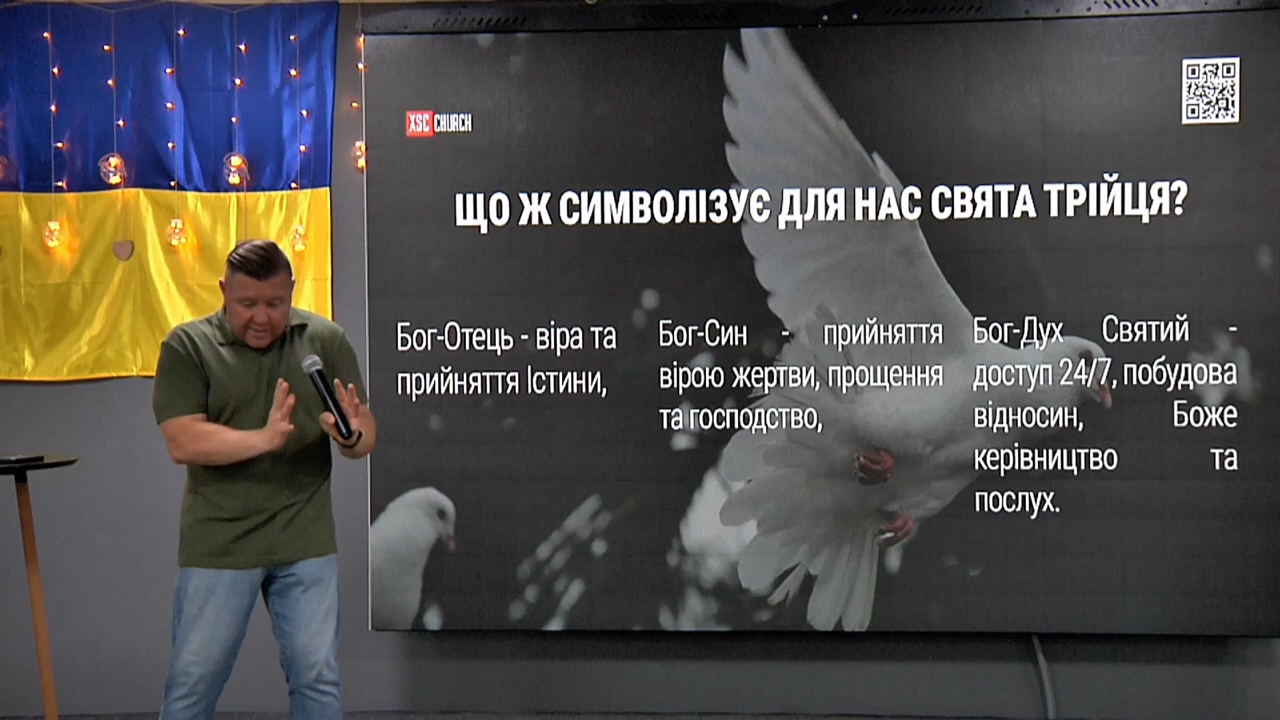 XSC CHURCH
ЩО Ж СИМВОЛІЗУЄ ДЛЯ НАС СВЯТА ТРІЙЦЯ?
Бог-Отець - віра та
прийняття Істини,
Бог-Син - прийняття
вірою жертви, прощення
та господство,
Бог-Дух Святий -
доступ 24/7, побудова
відносин, Боже
керівництво та
послух.